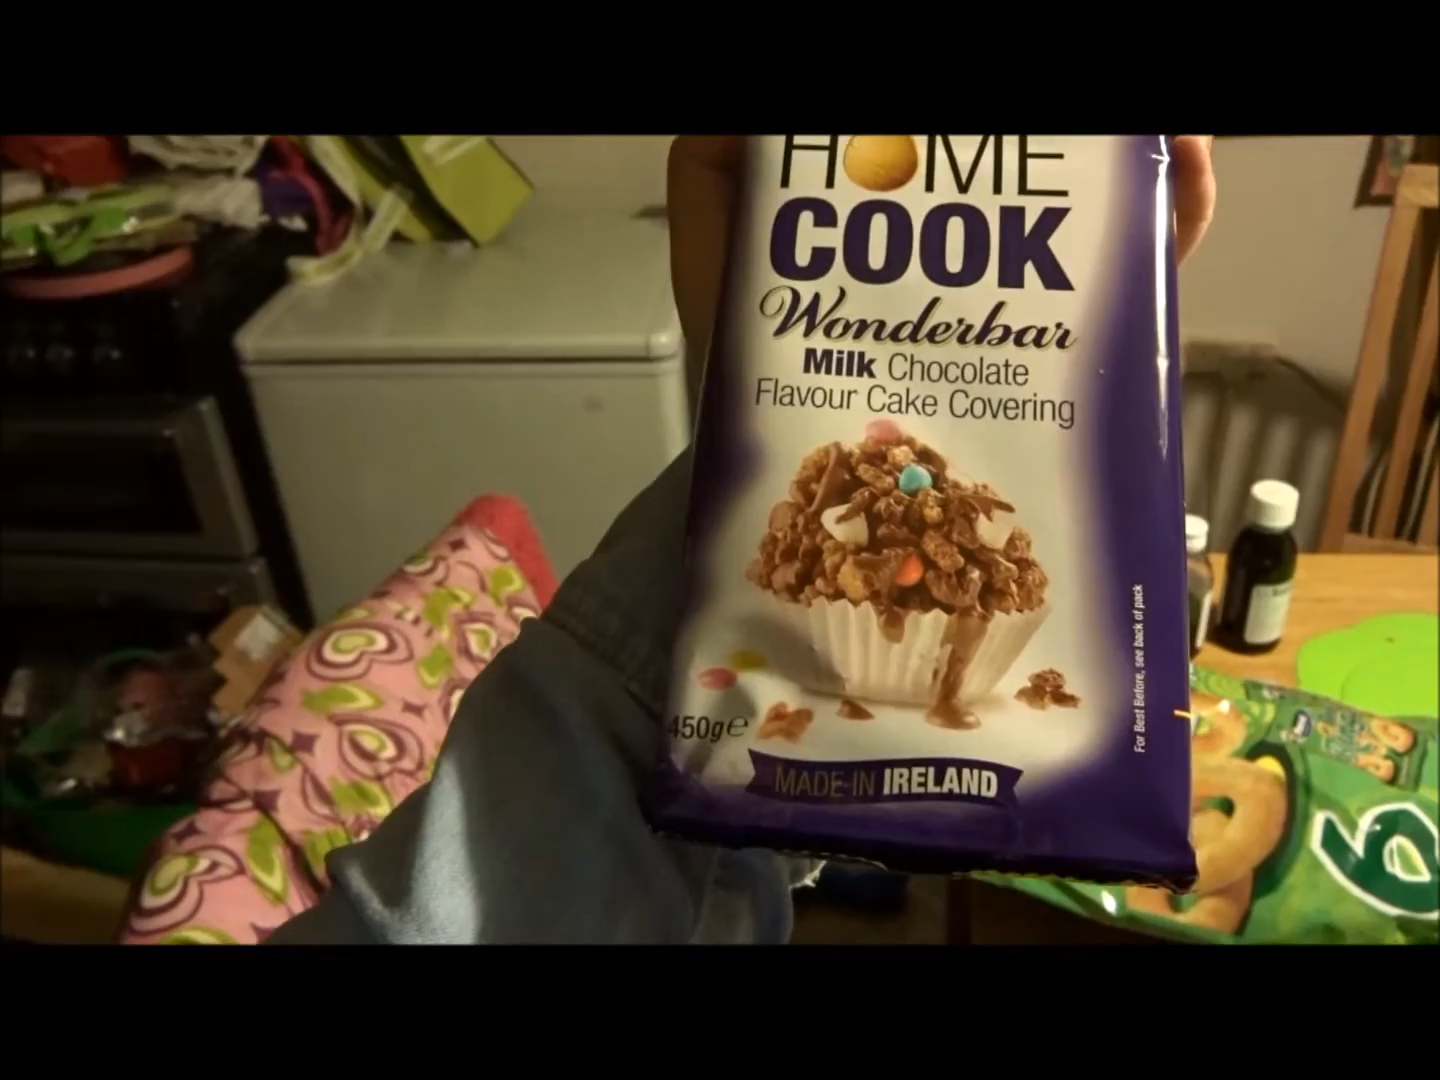 HOME
COOK
Wonderbar
Milk Chocolate
Flavour Cake Covering
450g e
MADE IN IRELAND
For Best Before, see back of pack
6